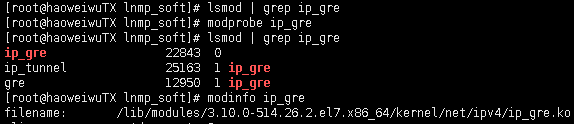 [root@haoweiwuTX lnmp_soft]# lsmod | grep ip_gre
[root@haoweiwuTX lnmp_soft]# modprobe ip_gre
[root@haoweiwuTX lnmp_soft]# lsmod | grep ip_gre
ip_gre 22843 0
ip_tunnel 25163 1 ip_gre
gre 12950 1 ip_gre
[root@haoweiwuTX lnmp_soft]# modinfo ip_gre
filename: /lib/modules/3.10.0-514.26.2.el7.x86_64/kernel/net/ipv4/ip_gre.ko